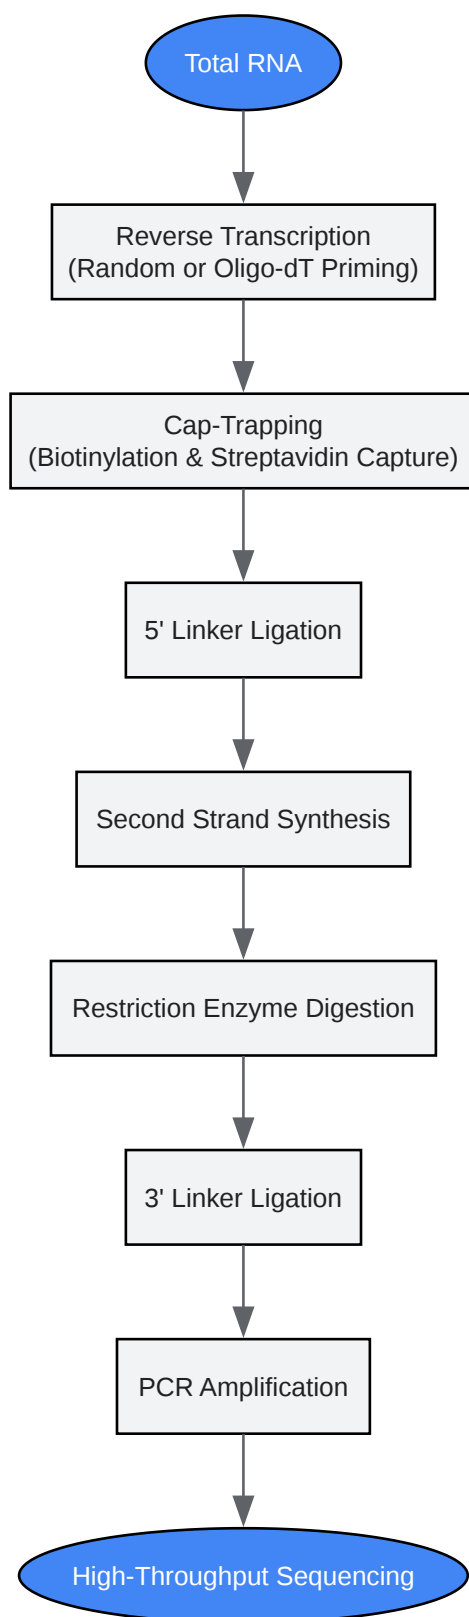 Total RNA
Reverse Transcription
(Random or Oligo-dT Priming)
Cap-Trapping
(Biotinylation & Streptavidin Capture)
5' Linker Ligation
Second Strand Synthesis
Restriction Enzyme Digestion
3' Linker Ligation
PCR Amplification
High-Throughput Sequencing